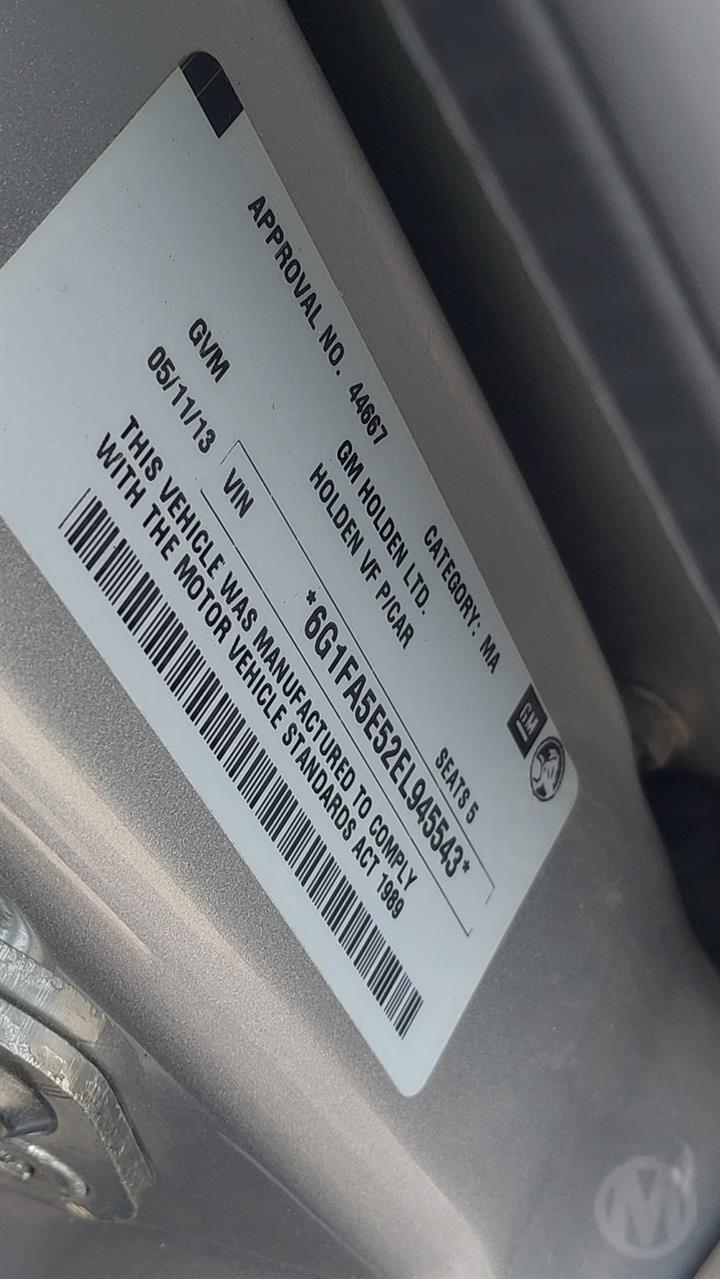 APPROVAL NO. 44667 CATEGORY: MA
GM HOLDEN LTD.
GM
GVM HOLDEN VF P/CAR SEATS 5
05/11/13
VIN *6G1FA5E52EL945543*
THIS VEHICLE WAS MANUFACTURED TO COMPLY
WITH THE MOTOR VEHICLE STANDARDS ACT 1989
M